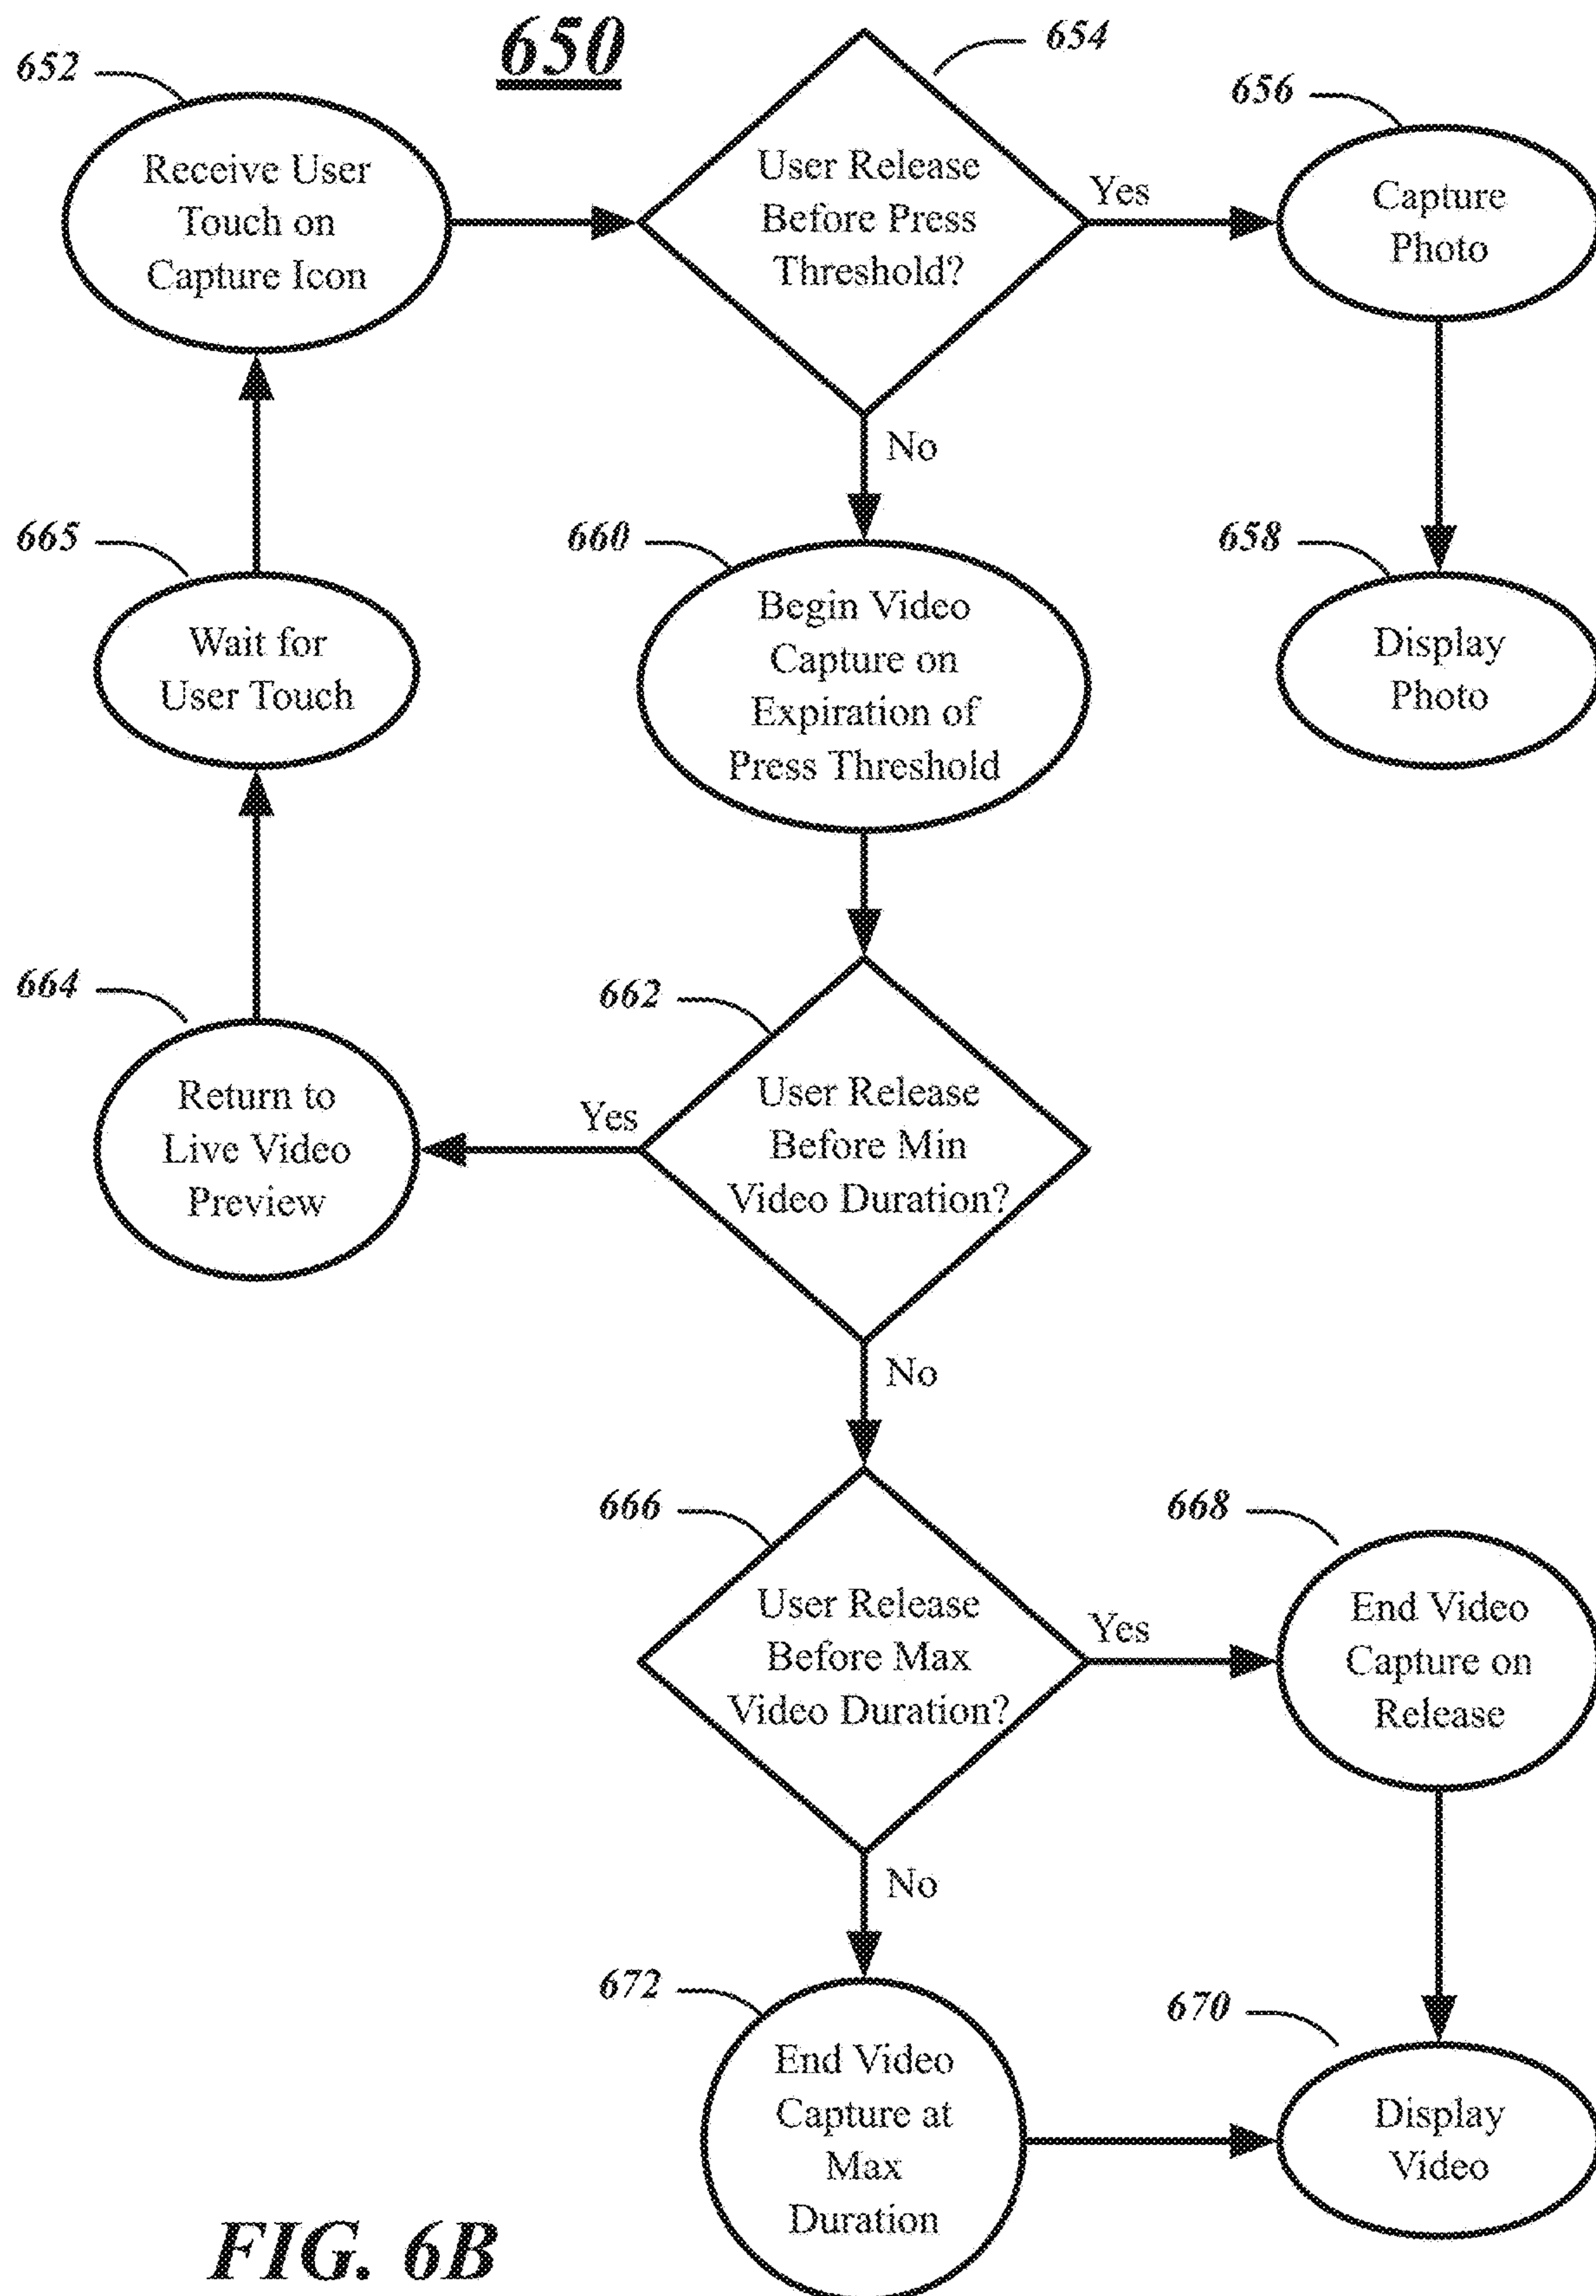 650
652
Receive User
Touch on
Capture Icon
654
User Release
Before Press
Threshold?
Yes
656
Capture
Photo
No
665
Wait for
User Touch
660
Begin Video
Capture on
Expiration of
Press Threshold
658
Display
Photo
664
Return to
Live Video
Preview
Yes
662
User Release
Before Min
Video Duration?
No
666
User Release
Before Max
Video Duration?
Yes
668
End Video
Capture on
Release
No
672
End Video
Capture at
Max
Duration
670
Display
Video
FIG. 6B